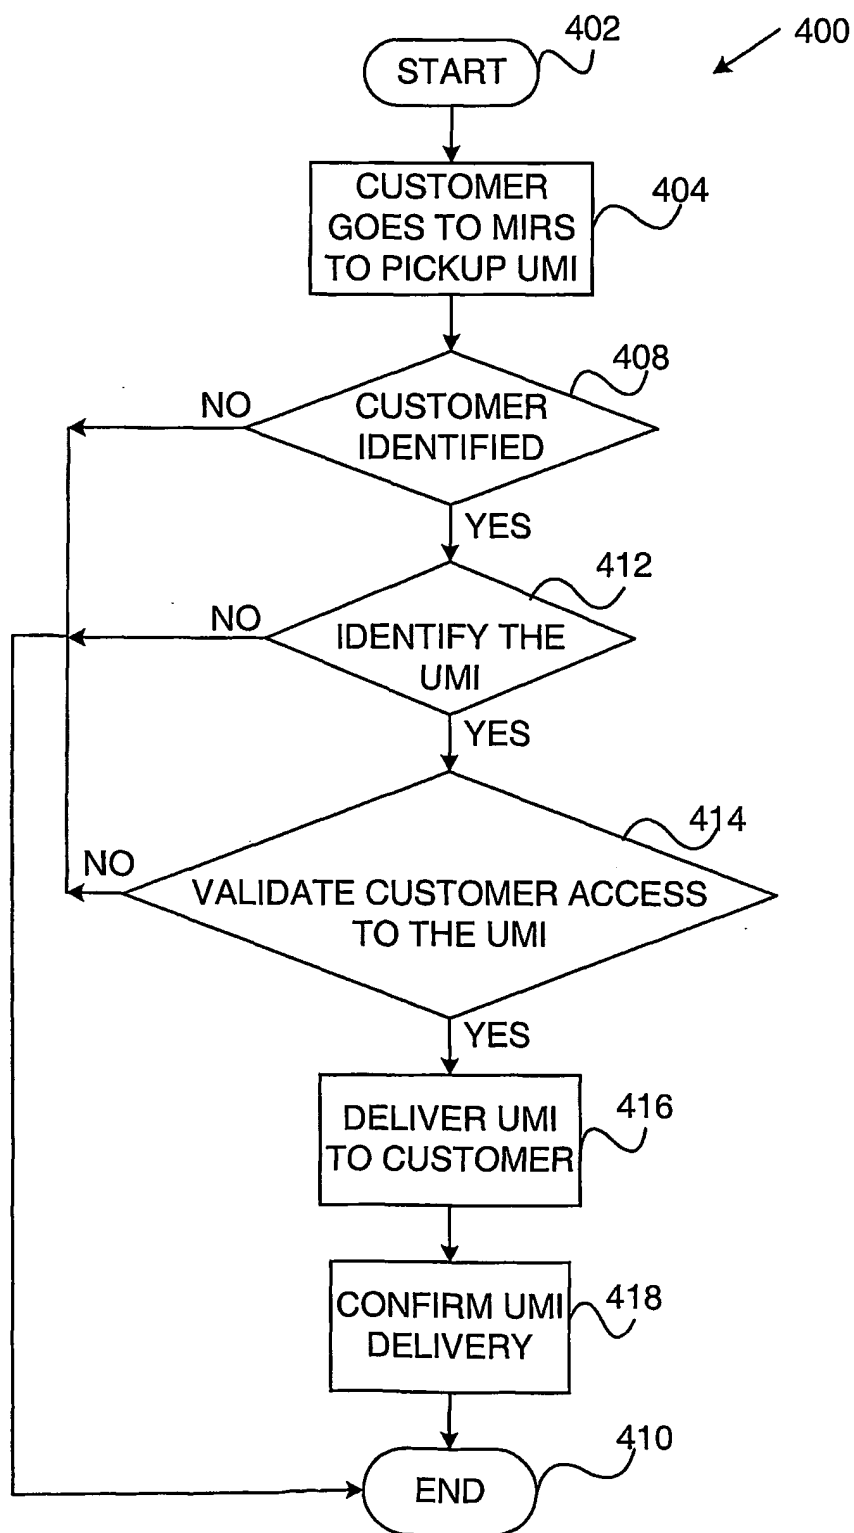 402
400
START
CUSTOMER
GOES TO MIRS
TO PICKUP UMI
404
408
NO
CUSTOMER
IDENTIFIED
YES
412
NO
IDENTIFY THE
UMI
YES
414
NO
VALIDATE CUSTOMER ACCESS
TO THE UMI
YES
DELIVER UMI
TO CUSTOMER
416
CONFIRM UMI
DELIVERY
418
410
END